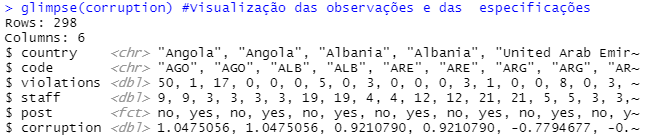 > glimpse(corruption) #Visualização das observações e das  especificações
Rows: 298
Columns: 6
$ country    <chr> "Angola", "Angola", "Albania", "Albania", "United Arab Emir~
$ code       <chr> "AGO", "AGO", "ALB", "ALB", "ARE", "ARE", "ARG", "ARG", "AR~
$ violations <dbl> 50, 1, 17, 0, 0, 0, 5, 0, 3, 0, 0, 0, 3, 1, 0, 0, 8, 0, 3, ~
$ staff      <dbl> 9, 9, 3, 3, 3, 3, 19, 19, 4, 4, 12, 12, 21, 21, 5, 5, 3, 3,~
$ post       <fct> no, yes, no, yes, no, yes, no, yes, no, yes, no, yes, no, y~
$ corruption <dbl> 1.0475056, 1.0475056, 0.9210790, 0.9210790, -0.7794677, -0.~